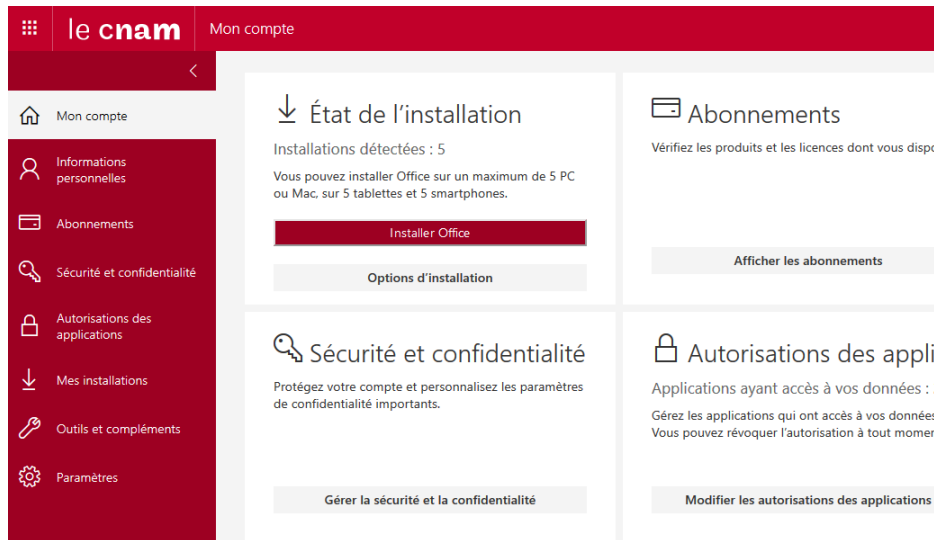 le cnam
Mon compte
Mon compte
Informations
personnelles
Abonnements
Sécurité et confidentialité
Autorisations des
applications
Mes installations
Outils et compléments
Paramètres
État de l’installation
Installations détectées : 5
Vous pouvez installer Office sur un maximum de 5 PC
ou Mac, sur 5 tablettes et 5 smartphones.
Installer Office
Options d’installation
Abonnements
Vérifiez les produits et les licences dont vous dispo
Afficher les abonnements
Sécurité et confidentialité
Protégez votre compte et personnalisez les paramètres
de confidentialité importants.
Gérer la sécurité et la confidentialité
Autorisations des appli
Applications ayant accès à vos données :
Gérez les applications qui ont accès à vos données
Vous pouvez révoquer l’autorisation à tout momen
Modifier les autorisations des applications